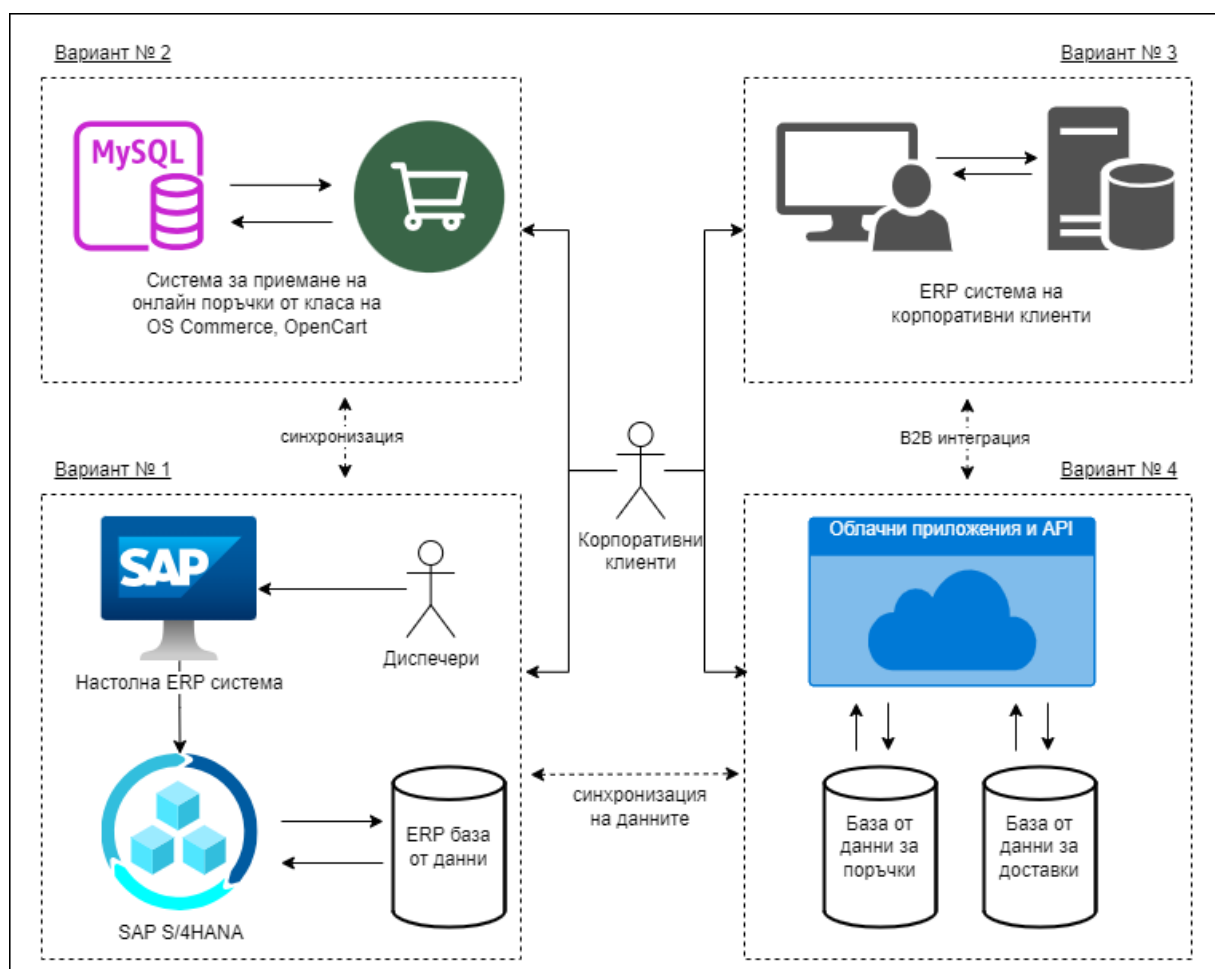 Вариант № 2
MySQL
Система за приемане на
онлайн поръчки от класа на
OS Commerce, OpenCart
Вариант № 3
ERP система на
корпоративни клиенти
синхронизация
B2B интеграция
Корпоративни
клиенти
Вариант № 1
SAP
Настолна ERP система
Диспечери
SAP S/4HANA
ERP база
от данни
синхронизация
на данните
Вариант № 4
Облачни приложения и API
База от
данни за
поръчки
База от
данни за
доставки